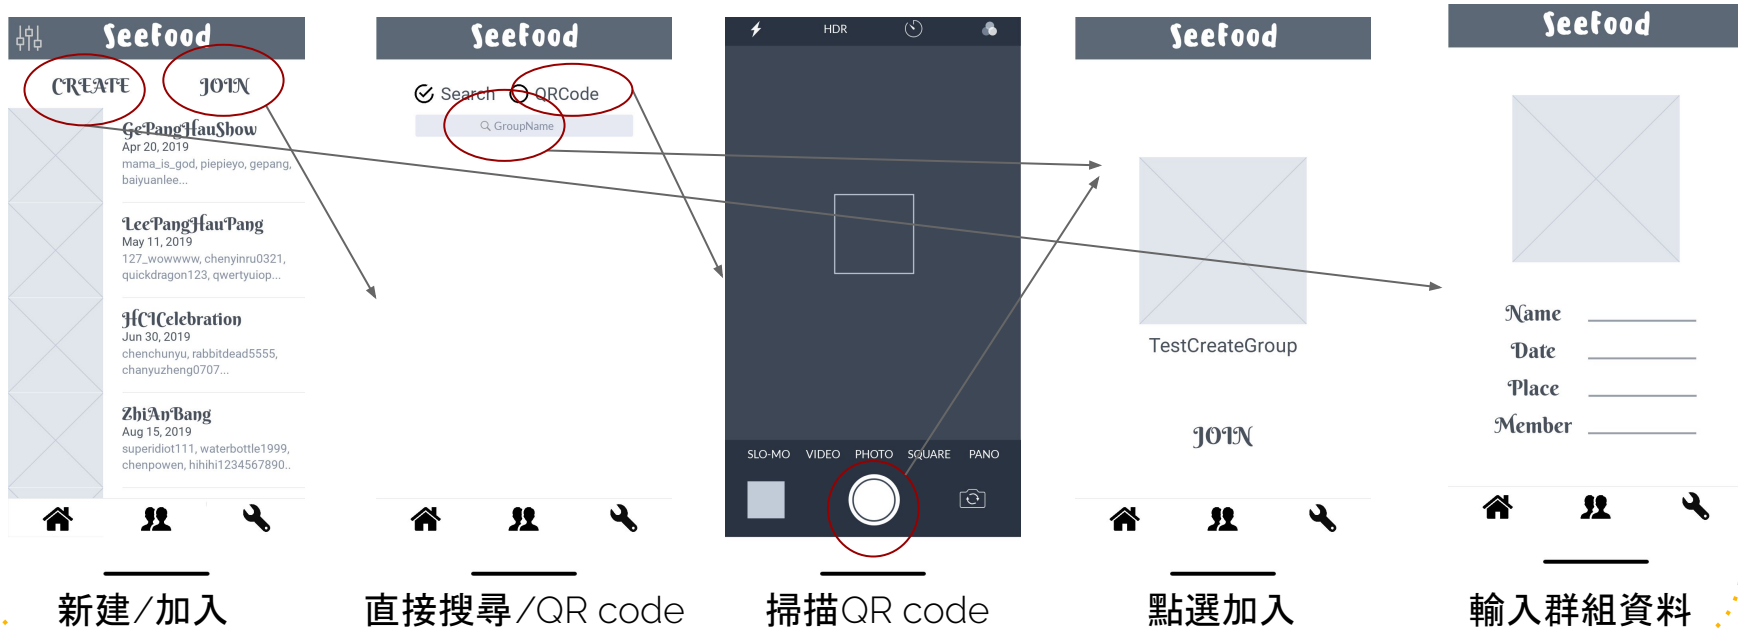 SeeFood
CREATE
JOIN
GePangHauShow
Apr 20, 2019
mama_is_god, piepieyo, gepang,
baiyuanlee...
LeePangHauPang
May 11, 2019
127_wowwww, chenyinru0321,
quickdragon123, qwertyuiop...
HCICelebration
Jun 30, 2019
chenchunyu, rabbitdead5555,
chanyuzheng0707...
ZhiAnBang
Aug 15, 2019
superidiot111, waterbottle1999,
chenpowen, hihihi1234567890..
新建/加入
SeeFood
Search
QRCode
GroupName
直接搜尋/QR code
HDR
SLO-MO
VIDEO
PHOTO
SQUARE
PANO
掃描QR code
SeeFood
TestCreateGroup
JOIN
點選加入
SeeFood
Name
Date
Place
Member
輸入群組資料